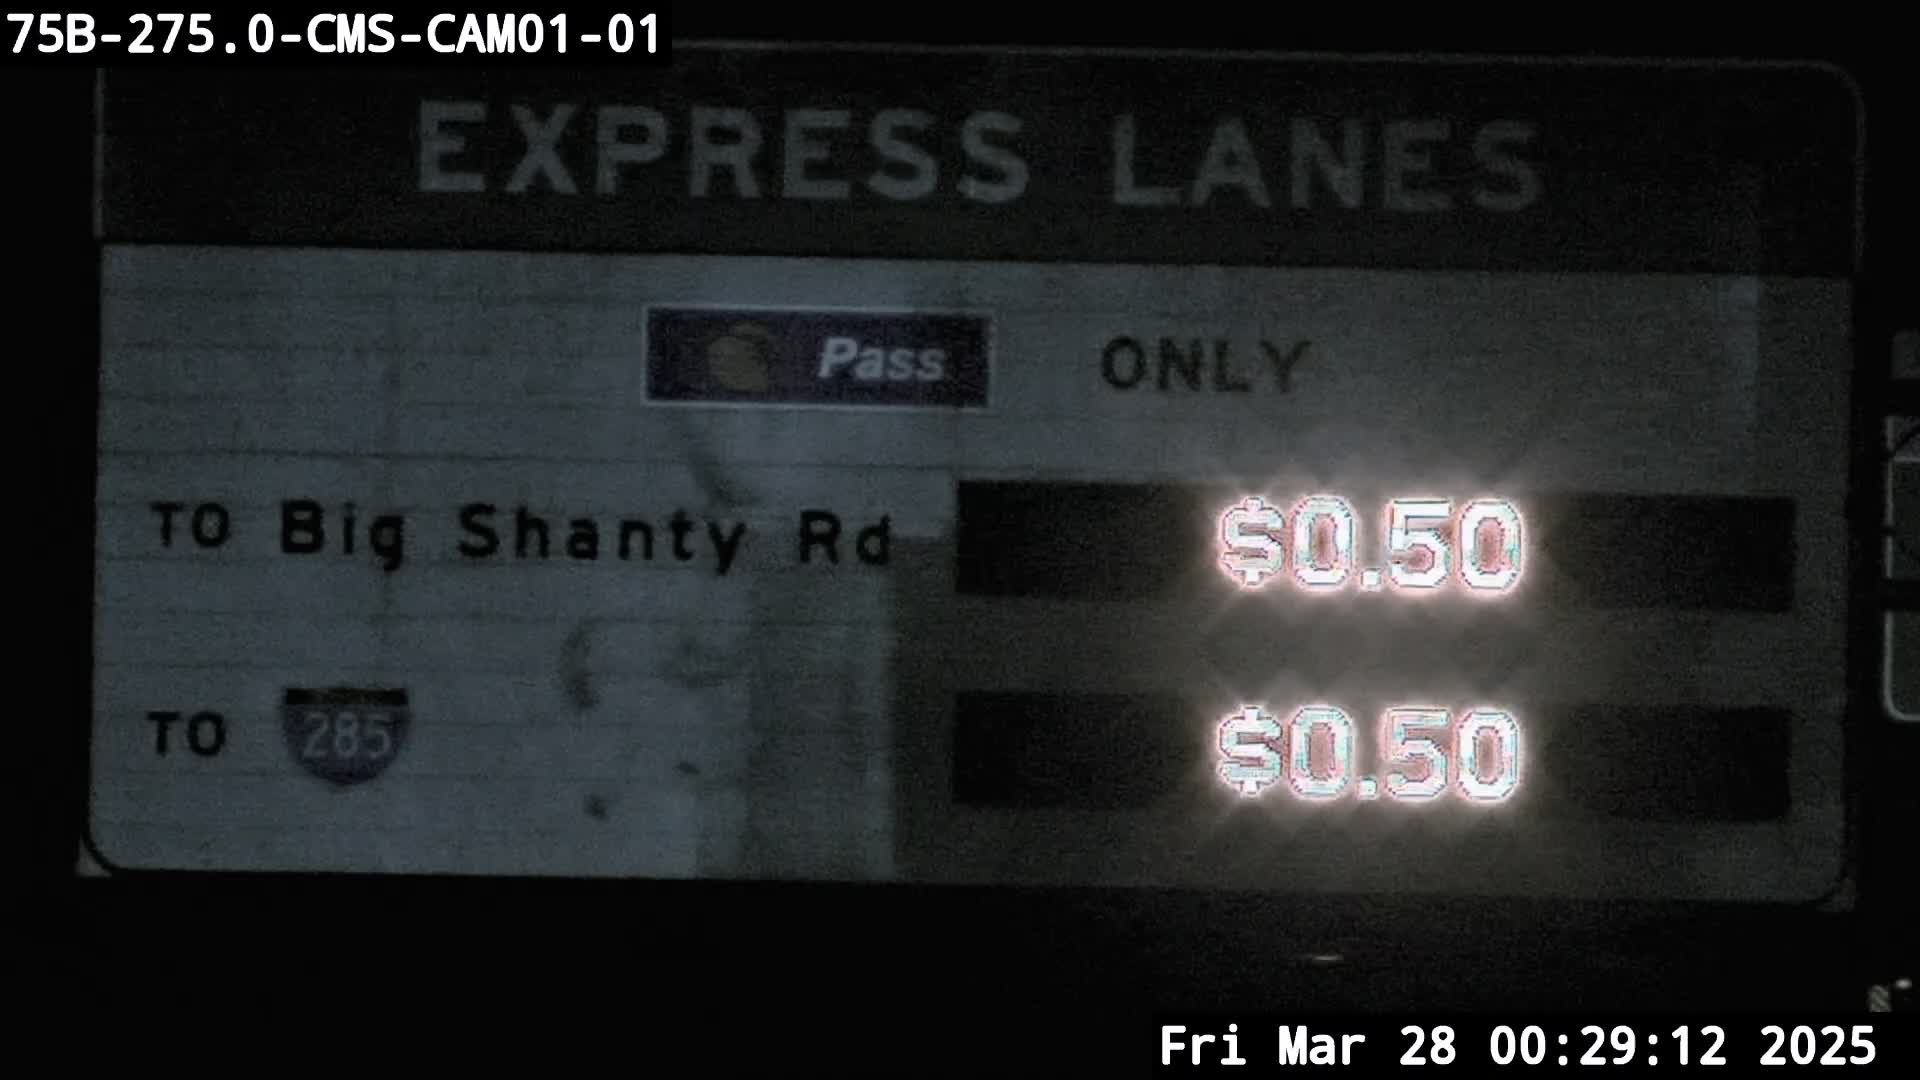 75B-275.0-CMS-CAM01-01
EXPRESS LANES
Pass ONLY
TO Big Shanty Rd $0.50
TO 285 $0.50
Fri Mar 28 00:29:12 2025